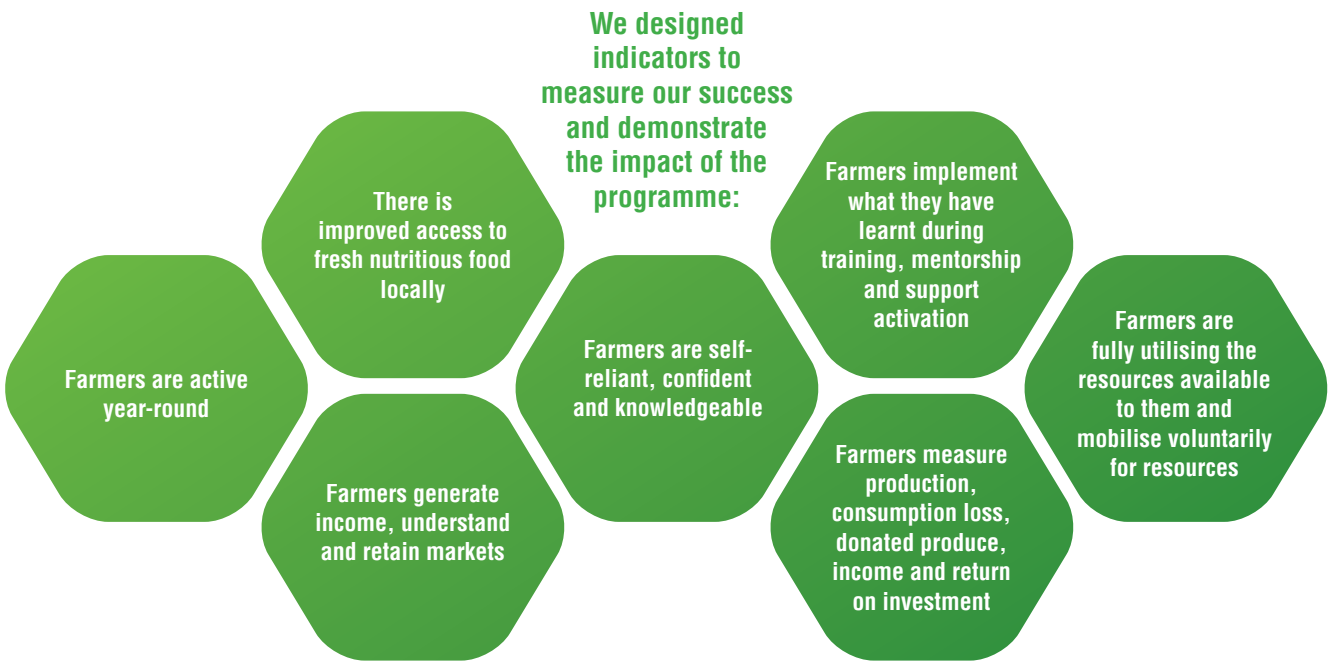 We designed
indicators to
measure our success
and demonstrate
the impact of the
programme:
Farmers are active
year-round
There is
improved access to
fresh nutritious food
locally
Farmers generate
income, understand
and retain markets
Farmers are self-
reliant, confident
and knowledgeable
Farmers implement
what they have
learnt during
training, mentorship
and support
activation
Farmers measure
production,
consumption loss,
donated produce,
income and return
on investment
Farmers are
fully utilising the
resources available
to them and
mobilise voluntarily
for resources